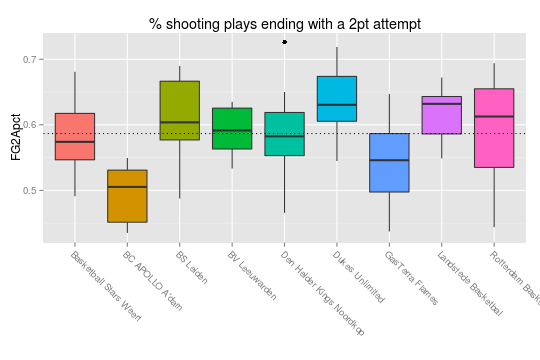 % shooting plays ending with a 2pt attempt
FG2Apct
0.7
0.6
0.5
Basketball Stars Weert
BC APOLLO A'dam
BS Leiden
BV Leeuwarden
Den Helder Kings Noordkop
Dukes Unlimited
GasTerra Flames
Landstede Basketbal
Rotterdam Bask